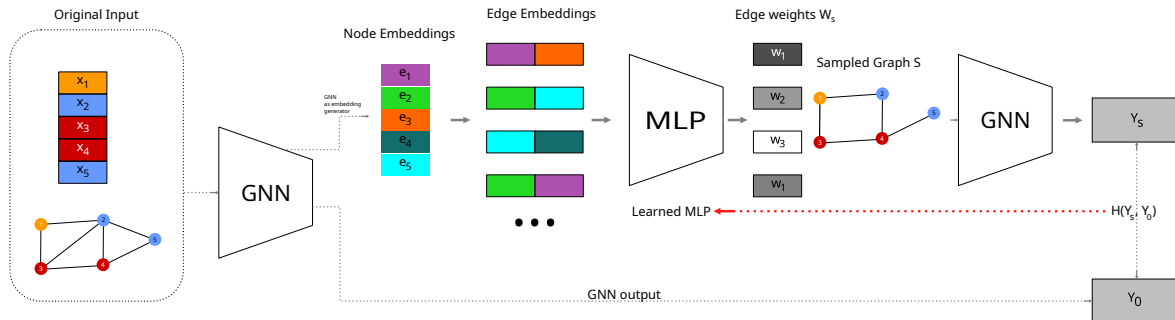 Original Input
x1
x2
x3
x4
x5
1
2
3
4
5
GNN
GNN
as embedding
generator
Node Embeddings
e1
e2
e3
e4
e5
Edge Embeddings
MLP
Edge weights Ws
w1
w2
w3
w1
Sampled Graph S
1
2
3
4
5
GNN
Ys
Learned MLP
H(Ys, Y0)
GNN output
Y0